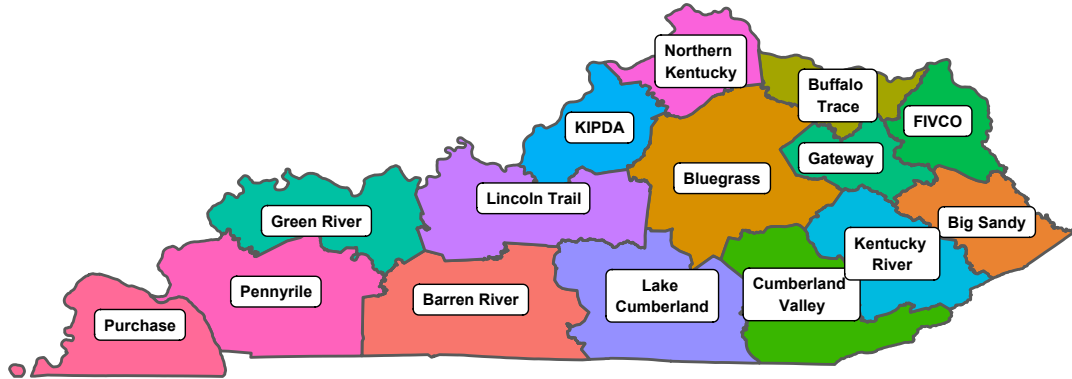 Northern
Kentucky
Buffalo
Trace
FIVCO
KIPDA
Gateway
Bluegrass
Lincoln Trail
Green River
Big Sandy
Kentucky
River
Pennyrile
Barren River
Lake
Cumberland
Cumberland
Valley
Purchase